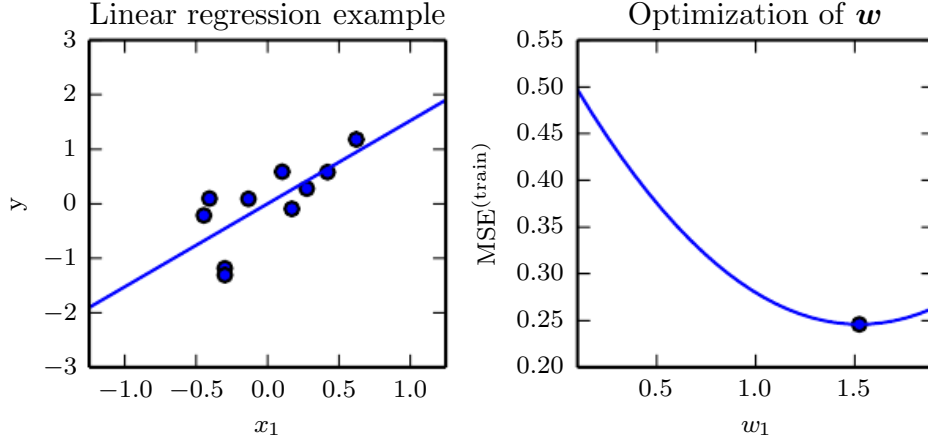 Linear regression example
3
2
1
0
−1
−2
−3
y
−1.0 −0.5 0.0 0.5 1.0
x₁
Optimization of w
0.55
0.50
0.45
0.40
0.35
0.30
0.25
0.20
MSE(train)
0.5 1.0 1.5
w₁